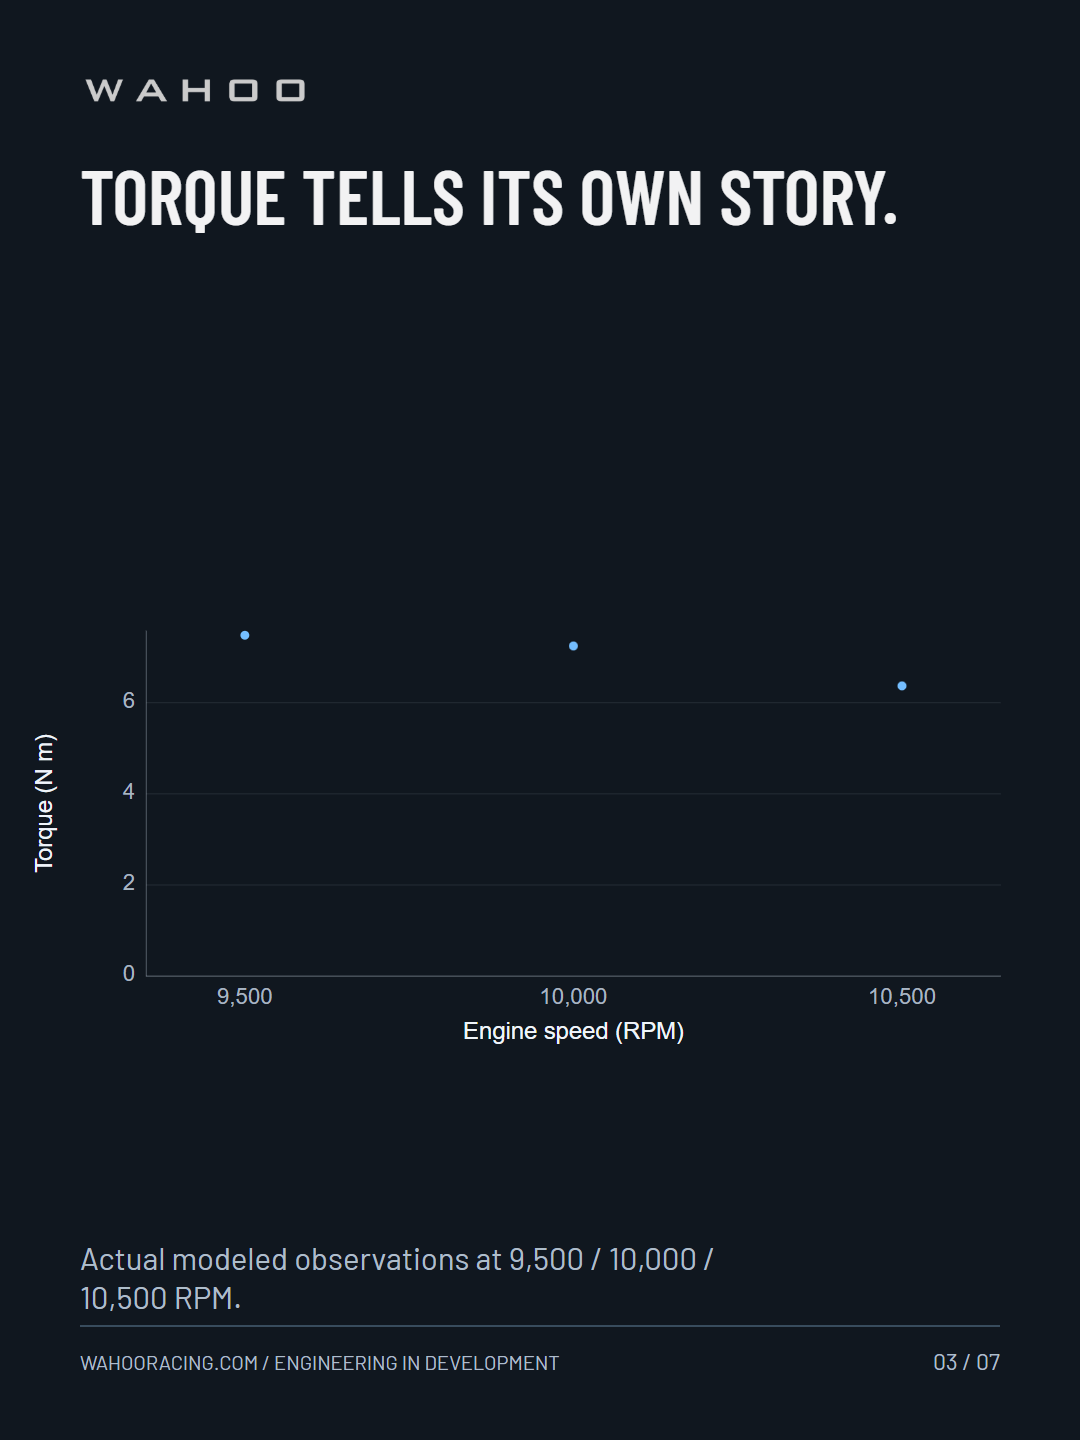 WAHOO
TORQUE TELLS ITS OWN STORY.
6
4
2
0
Torque (N m)
9,500
10,000
10,500
Engine speed (RPM)
Actual modeled observations at 9,500 / 10,000 /
10,500 RPM.
WAHOORACING.COM / ENGINEERING IN DEVELOPMENT
03 / 07